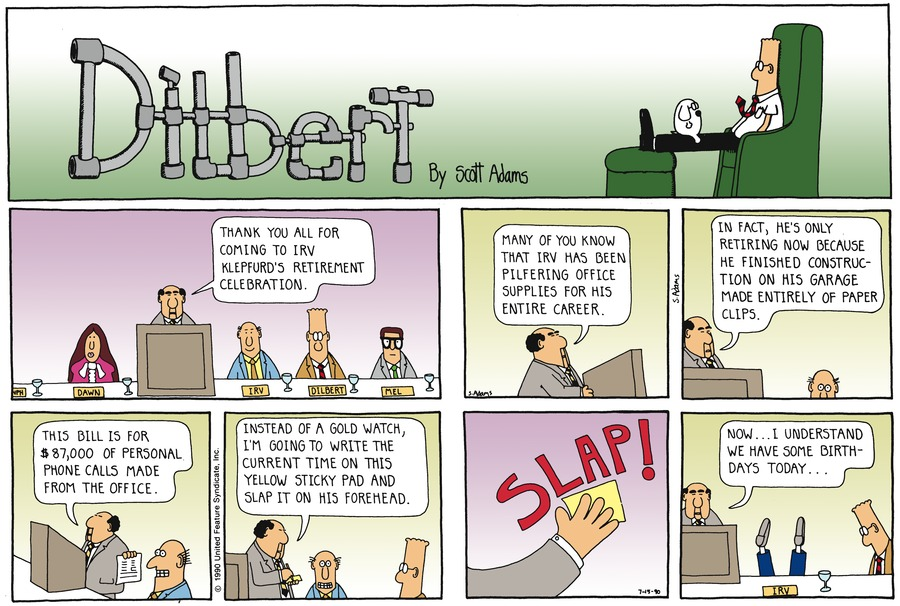 Dilbert
By Scott Adams
THANK YOU ALL FOR
COMING TO IRV
KLEPFURD'S RETIREMENT
CELEBRATION.
PH
DAWN
IRV
DILBERT
MEL
MANY OF YOU KNOW
THAT IRV HAS BEEN
PILFERING OFFICE
SUPPLIES FOR HIS
ENTIRE CAREER.
S.Adams
S.Adams
IN FACT, HE'S ONLY
RETIRING NOW BECAUSE
HE FINISHED CONSTRUC-
TION ON HIS GARAGE
MADE ENTIRELY OF PAPER
CLIPS.
THIS BILL IS FOR
$87,000 OF PERSONAL
PHONE CALLS MADE
FROM THE OFFICE.
© 1990 United Feature Syndicate, Inc.
INSTEAD OF A GOLD WATCH,
I'M GOING TO WRITE THE
CURRENT TIME ON THIS
YELLOW STICKY PAD AND
SLAP IT ON HIS FOREHEAD.
SLAP!
7-15-90
NOW...I UNDERSTAND
WE HAVE SOME BIRTH-
DAYS TODAY...
IRV